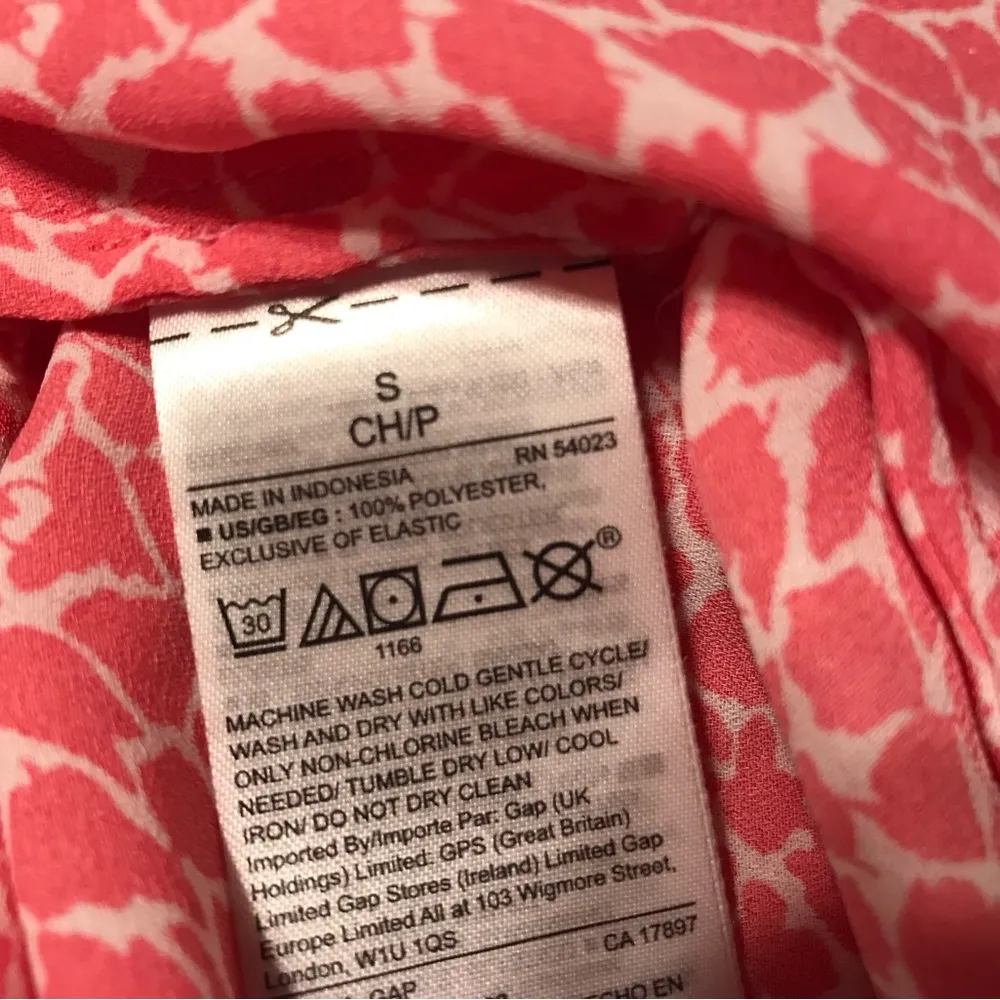 S
CH/P
RN 54023
MADE IN INDONESIA
■ US/GB/EG : 100% POLYESTER,
EXCLUSIVE OF ELASTIC
30
®
1166
MACHINE WASH COLD GENTLE CYCLE/
WASH AND DRY WITH LIKE COLORS/
ONLY NON-CHLORINE BLEACH WHEN
NEEDED/ TUMBLE DRY LOW/ COOL
IRON/ DO NOT DRY CLEAN
Imported By/Importe Par: Gap (UK
Holdings) Limited. GPS (Great Britain)
Limited Gap Stores (Ireland) Limited Gap
Europe Limited All at 103 Wigmore Street,
London, W1U 1QS
CA 17897
GAP
EN